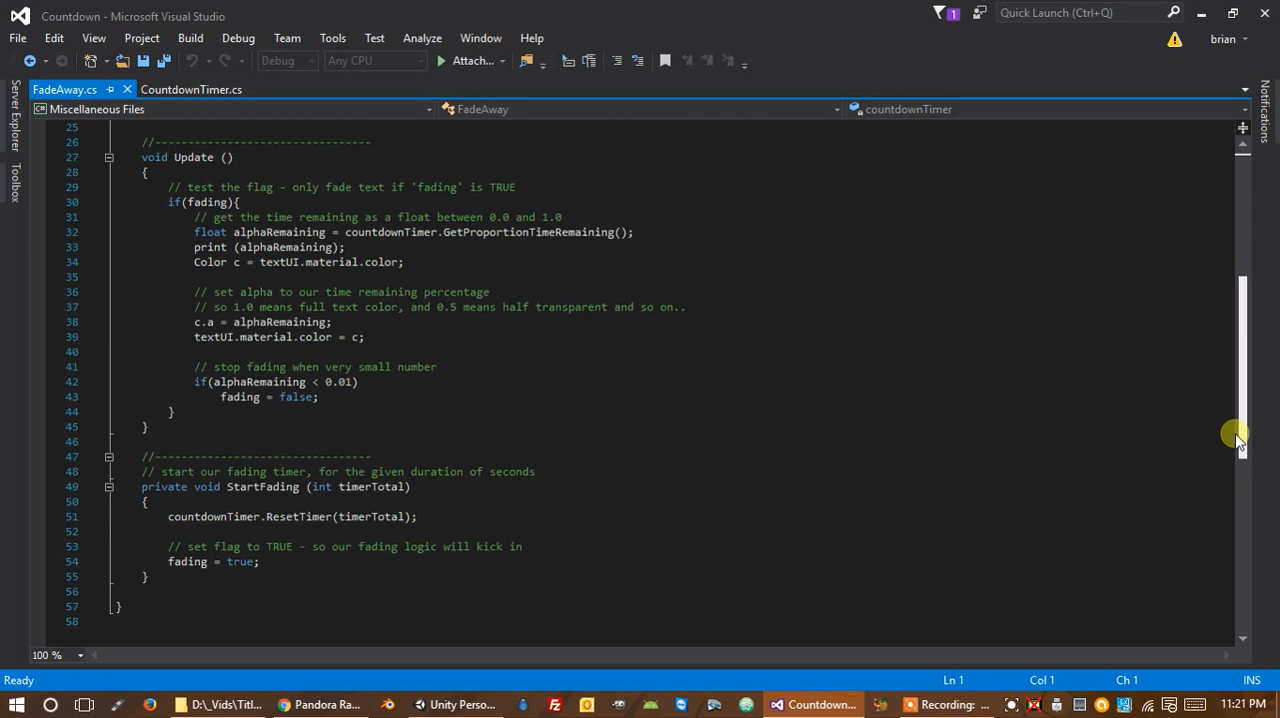 Countdown - Microsoft Visual Studio
1
Quick Launch (Ctrl+Q)
File Edit View Project Build Debug Team Tools Test Analyze Window Help
brian
Debug Any CPU Attach...
FadeAway.cs CountdownTimer.cs
Miscellaneous Files FadeAway countdownTimer
Server Explorer
Toolbox
Notifications
25
26 //---------------------------------
27 void Update ()
28 {
29 // test the flag - only fade text if 'fading' is TRUE
30 if(fading){
31 // get the time remaining as a float between 0.0 and 1.0
32 float alphaRemaining = countdownTimer.GetProportionTimeRemaining();
33 print (alphaRemaining);
34 Color c = textUI.material.color;
35
36 // set alpha to our time remaining percentage
37 // so 1.0 means full text color, and 0.5 means half transparent and so on..
38 c.a = alphaRemaining;
39 textUI.material.color = c;
40
41 // stop fading when very small number
42 if(alphaRemaining < 0.01)
43 fading = false;
44 }
45 }
46
47 //---------------------------------
48 // start our fading timer, for the given duration of seconds
49 private void StartFading (int timerTotal)
50 {
51 countdownTimer.ResetTimer(timerTotal);
52
53 // set flag to TRUE - so our fading logic will kick in
54 fading = true;
55 }
56
57 }
58
100 %
Ready Ln 1 Col 1 Ch 1 INS
D:\_Vids\Titl... Pandora Ra... Unity Perso... Countdown... Recording: ... 11:21 PM